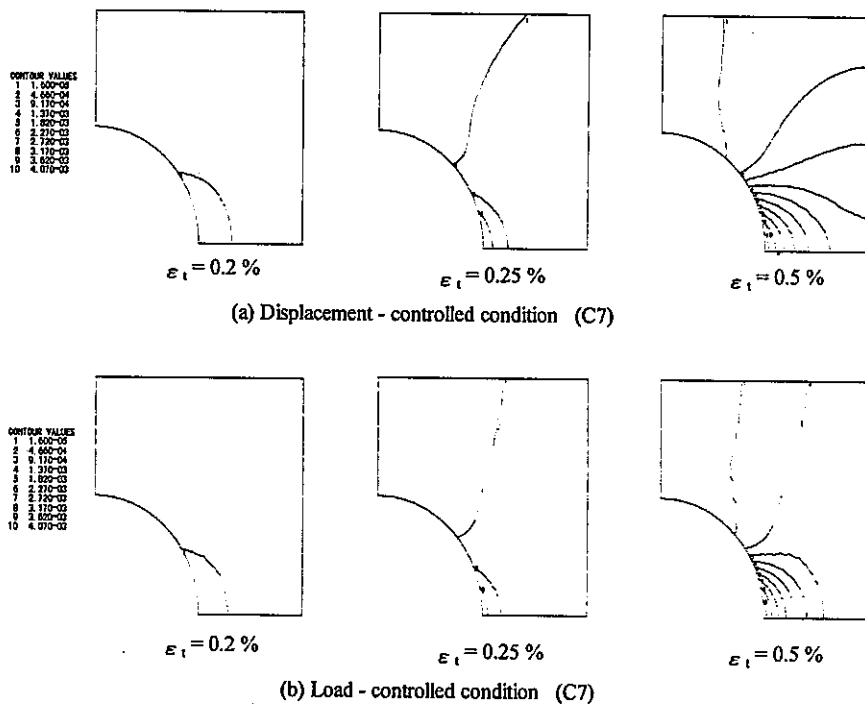 CONTOUR VALUES
1 1.600-05
2 4.660-04
3 9.170-04
4 1.370-03
5 1.820-03
6 2.270-03
7 2.720-03
8 3.170-03
9 3.620-03
10 4.070-03
ε t = 0.2 %
ε t = 0.25 %
ε t = 0.5 %
(a) Displacement - controlled condition (C7)
CONTOUR VALUES
1 1.600-05
2 4.660-04
3 9.170-04
4 1.370-03
5 1.820-03
6 2.270-03
7 2.720-03
8 3.170-03
9 3.620-03
10 4.070-03
ε t = 0.2 %
ε t = 0.25 %
ε t = 0.5 %
(b) Load - controlled condition (C7)